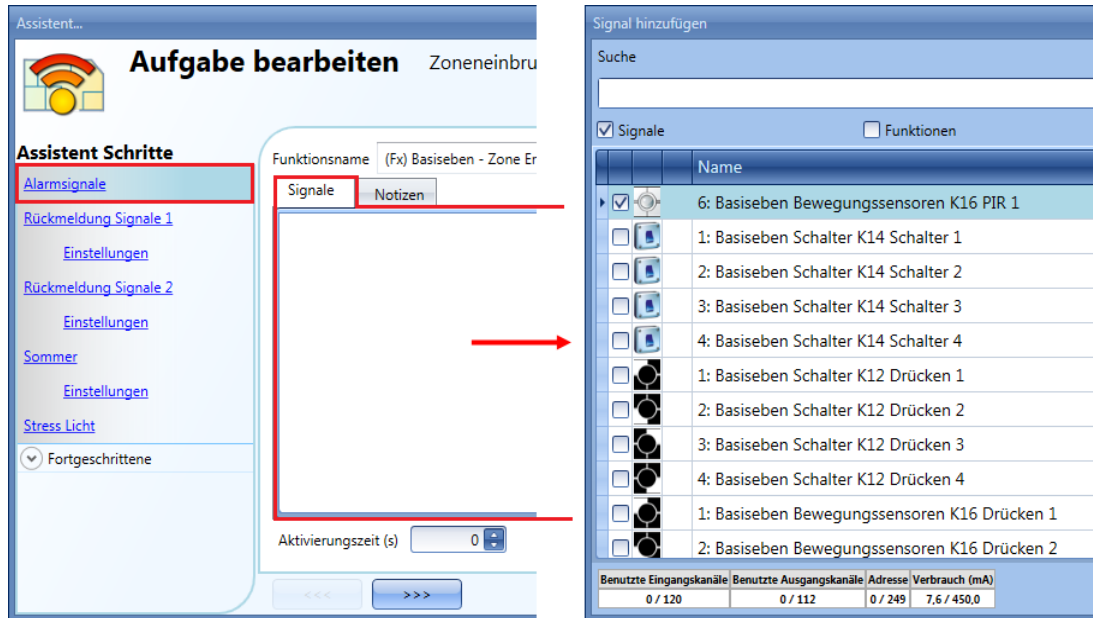 Assistent...
Aufgabe bearbeiten Zoneneinbru
Assistent Schritte
Alarmsignale
Rückmeldung Signale 1
Einstellungen
Rückmeldung Signale 2
Einstellungen
Sommer
Einstellungen
Stress Licht
Fortgeschrittene
Funktionsname (Fx) Basiseben - Zone Er
Signale Notizen
Aktivierungszeit (s) 0
<<< >>>
Signal hinzufügen
Suche
Signale Funktionen
Name
6: Basiseben Bewegungssensoren K16 PIR 1
1: Basiseben Schalter K14 Schalter 1
2: Basiseben Schalter K14 Schalter 2
3: Basiseben Schalter K14 Schalter 3
4: Basiseben Schalter K14 Schalter 4
1: Basiseben Schalter K12 Drücken 1
2: Basiseben Schalter K12 Drücken 2
3: Basiseben Schalter K12 Drücken 3
4: Basiseben Schalter K12 Drücken 4
1: Basiseben Bewegungssensoren K16 Drücken 1
2: Basiseben Bewegungssensoren K16 Drücken 2
Benutzte Eingangskanäle Benutzte Ausgangskanäle Adresse Verbrauch (mA)
0 / 120 0 / 112 0 / 249 7,6 / 450,0